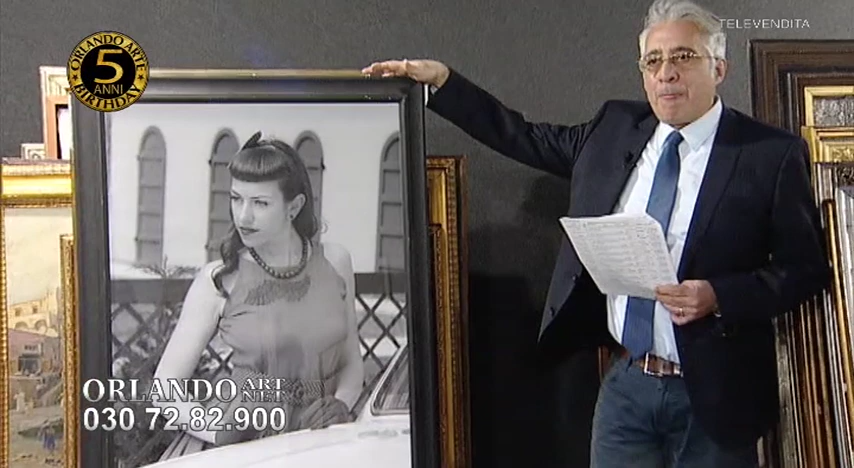 ORLANDO ARTE
5
ANNI
BIRTHDAY
TELEVENDITA
ORLANDO ART NET
030 72.82.900